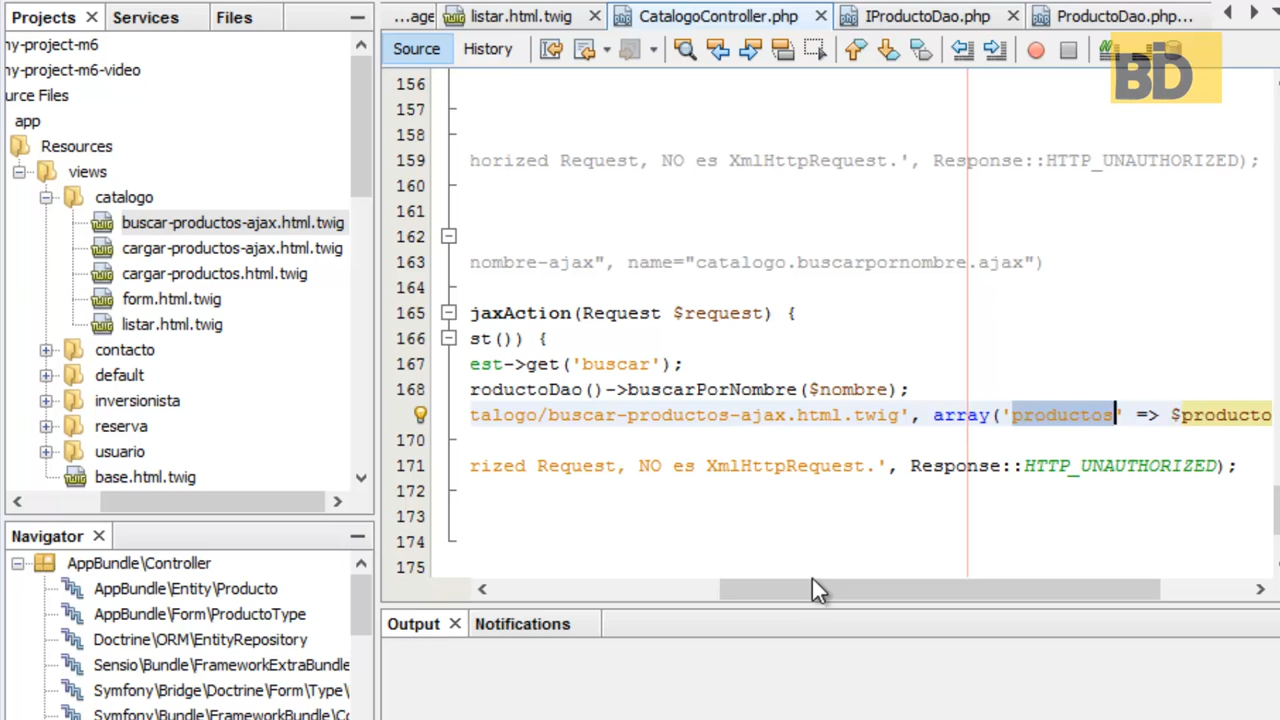 Projects Services Files
ny-project-m6
ny-project-m6-video
urce Files
app
Resources
views
catalogo
buscar-productos-ajax.html.twig
cargar-productos-ajax.html.twig
cargar-productos.html.twig
form.html.twig
listar.html.twig
contacto
default
inversionista
reserva
usuario
base.html.twig
Navigator
AppBundle\Controller
AppBundle\Entity\Producto
AppBundle\Form\ProductoType
Doctrine\ORM\EntityRepository
Sensio\Bundle\FrameworkExtraBundle
Symfony\Bridge\Doctrine\Form\Type\
Symfony\Bundle\FrameworkBundle\Co
...age listar.html.twig CatalogoController.php IProductoDao.php ProductoDao.php...
Source History
BD
156
157
158
159 horized Request, NO es XmlHttpRequest.', Response::HTTP_UNAUTHORIZED);
160
161
162
163 nombre-ajax", name="catalogo.buscarpornombre.ajax")
164
165 jaxAction(Request $request) {
166 st()) {
167 est->get('buscar');
168 roductoDao()->buscarPorNombre($nombre);
talogo/buscar-productos-ajax.html.twig', array('productos' => $producto
170
171 rized Request, NO es XmlHttpRequest.', Response::HTTP_UNAUTHORIZED);
172
173
174
175
Output Notifications